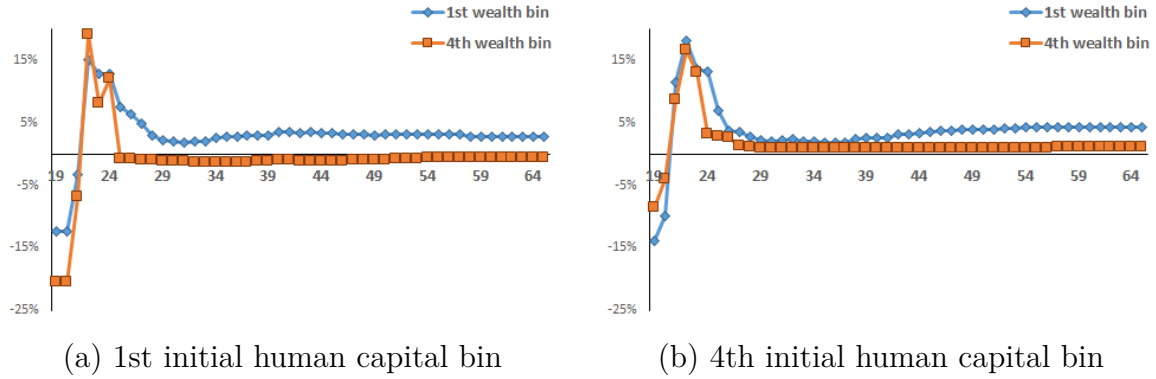 1st wealth bin
4th wealth bin
15%
5%
-5%
-15%
-25%
19 24 29 34 39 44 49 54 59 64
(a) 1st initial human capital bin
1st wealth bin
4th wealth bin
15%
5%
-5%
-15%
-25%
19 24 29 34 39 44 49 54 59 64
(b) 4th initial human capital bin